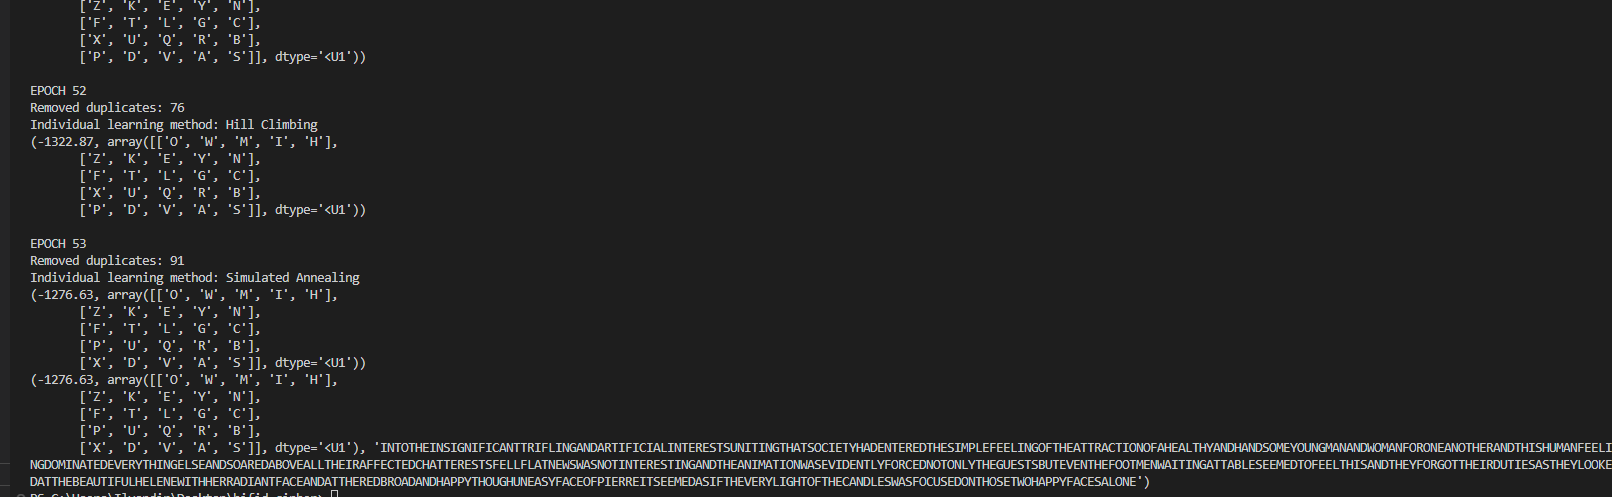 ['Z', 'K', 'E', 'Y', 'N'],
['F', 'T', 'L', 'G', 'C'],
['X', 'U', 'Q', 'R', 'B'],
['P', 'D', 'V', 'A', 'S']], dtype='<U1'))
EPOCH 52
Removed duplicates: 76
Individual learning method: Hill Climbing
(-1322.87, array([['O', 'W', 'M', 'I', 'H'],
['Z', 'K', 'E', 'Y', 'N'],
['F', 'T', 'L', 'G', 'C'],
['X', 'U', 'Q', 'R', 'B'],
['P', 'D', 'V', 'A', 'S']], dtype='<U1'))
EPOCH 53
Removed duplicates: 91
Individual learning method: Simulated Annealing
(-1276.63, array([['O', 'W', 'M', 'I', 'H'],
['Z', 'K', 'E', 'Y', 'N'],
['F', 'T', 'L', 'G', 'C'],
['P', 'U', 'Q', 'R', 'B'],
['X', 'D', 'V', 'A', 'S']], dtype='<U1'))
(-1276.63, array([['O', 'W', 'M', 'I', 'H'],
['Z', 'K', 'E', 'Y', 'N'],
['F', 'T', 'L', 'G', 'C'],
['P', 'U', 'Q', 'R', 'B'],
['X', 'D', 'V', 'A', 'S']], dtype='<U1'), 'INTOTHEINSIGNIFICANTTRIFLINGANDARTIFICIALINTERESTSUNITINGTHATSOCIETYHADENTEREDTHESIMPLEFEELINGOFTHEATTRACTIONOFAHEALTHYANDHANDSOMEYOUNGMANANDWOMANFORONEANOTHERANDTHISHUMANFEELI
NGDOMINATEDEVERYTHINGELSEANDSOAREDABOVEALLTHEIRAFFECTEDCHATTERESTSFELLFLATNEWSWASNOTINTERESTINGANDTHEANIMATIONWASEVIDENTLYFORCEDNOTONLYTHEGUESTSBUTEVENTHEFOOTMENWAITINGATTABLESEEMEDTOFEELTHISANDTHEYFORGOTTHEIRDUTIESASTHEYLOOKE
DATTHEBEAUTIFULHELENEWITHHERRADIANTFACEANDATTHEREDBROADANDHAPPYTHOUGHUNEASYFACEOFPIERREITSEEMEDASIFTHEVERYLIGHTOFTHECANDLESWASFOCUSEDONTHOSETWOHAPPYFACESALONE')